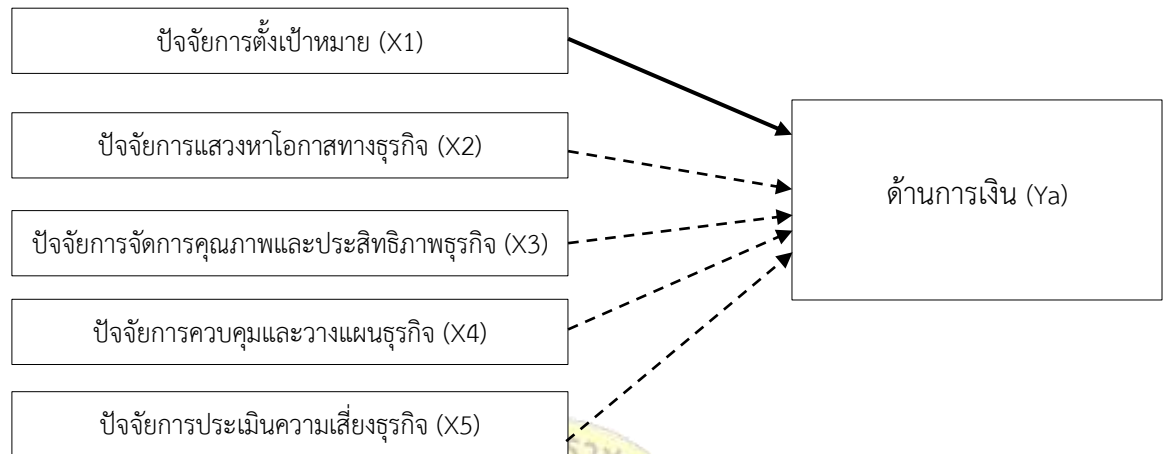 ปัจจัยการตั้งเป้าหมาย (X1)
ปัจจัยการแสวงหาโอกาสทางธุรกิจ (X2)
ด้านการเงิน (Ya)
ปัจจัยการจัดการคุณภาพและประสิทธิภาพธุรกิจ (X3)
ปัจจัยการควบคุมและวางแผนธุรกิจ (X4)
ปัจจัยการประเมินความเสี่ยงธุรกิจ (X5)